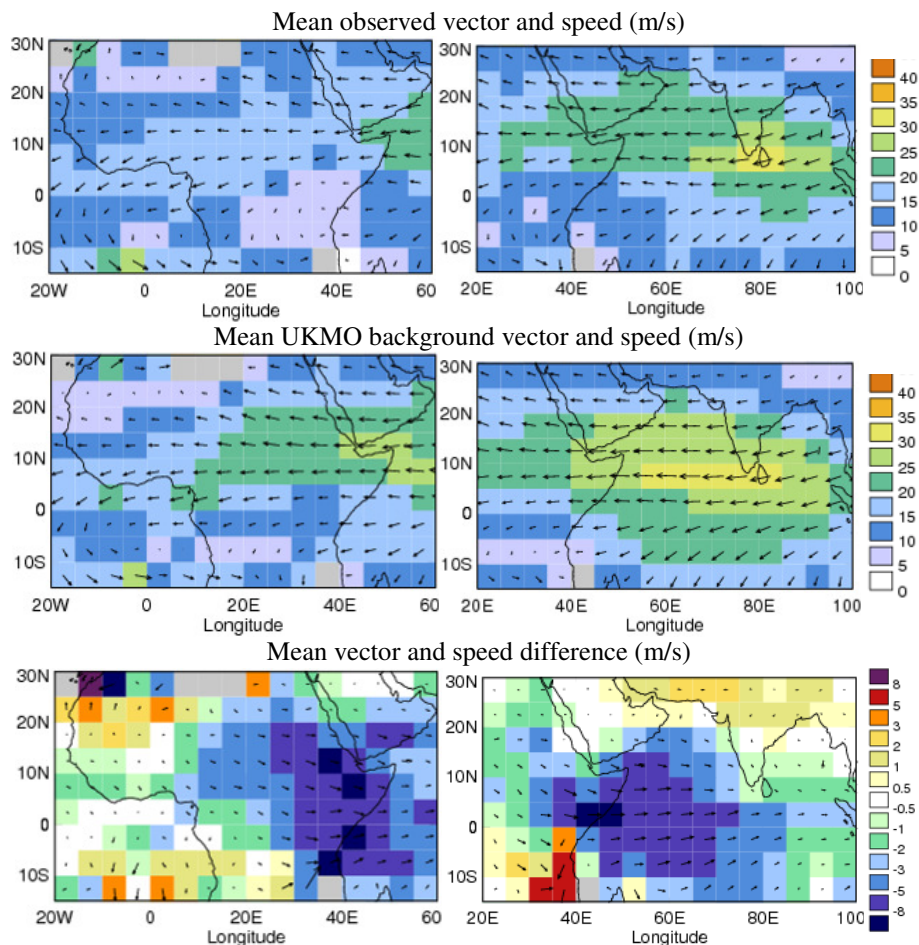 Mean observed vector and speed (m/s)
30N
20N
10N
0
10S
20W 0 20E 40E 60
Longitude
30N
20N
10N
0
10S
20E 40E 60E 80E 100
Longitude
40
35
30
25
20
15
10
5
0
Mean UKMO background vector and speed (m/s)
30N
20N
10N
0
10S
20W 0 20E 40E 60
Longitude
30N
20N
10N
0
10S
20E 40E 60E 80E 100
Longitude
40
35
30
25
20
15
10
5
0
Mean vector and speed difference (m/s)
30N
20N
10N
0
10S
20W 0 20E 40E 60E
Longitude
30N
20N
10N
0
10S
20E 40E 60E 80E 100E
Longitude
8
5
3
2
1
0.5
-0.5
-1
-2
-3
-5
-8